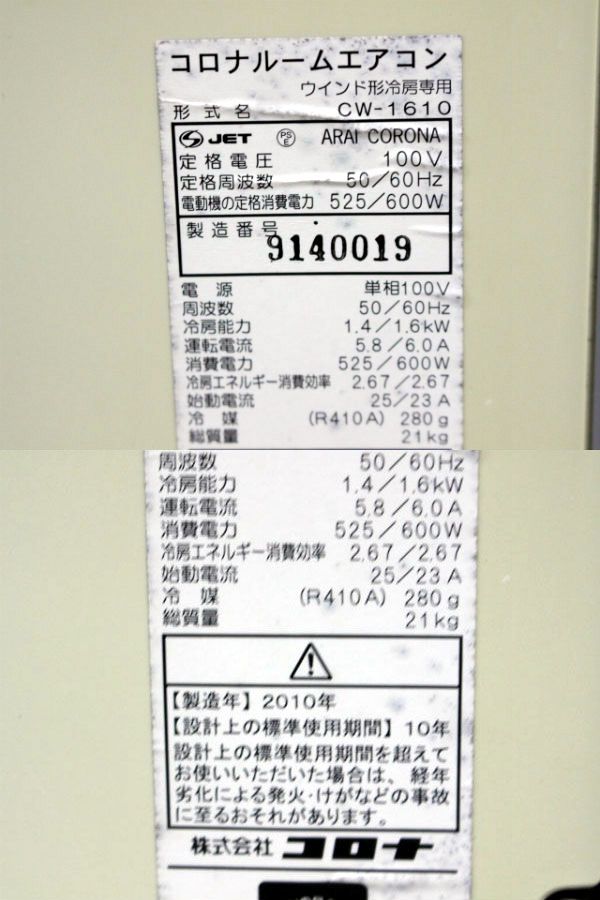 コロナルームエアコン
ウインド形冷房専用
形式名 CW-1610
JET PS E ARAI CORONA
定格電圧 100V
定格周波数 50/60Hz
電動機の定格消費電力 525/600W
製造番号 9140019
電源 単相100V
周波数 50/60Hz
冷房能力 1.4/1.6kW
運転電流 5.8/6.0A
消費電力 525/600W
冷房エネルギー消費効率 2.67/2.67
始動電流 25/23A
冷媒 (R410A) 280g
総質量 21kg
周波数 50/60Hz
冷房能力 1.4/1.6kW
運転電流 5.8/6.0A
消費電力 525/600W
冷房エネルギー消費効率 2.67/2.67
始動電流 25/23A
冷媒 (R410A) 280g
総質量 21kg
【製造年】2010年
【設計上の標準使用期間】10年
設計上の標準使用期間を超えて
お使いいただいた場合は、経年
劣化による発火・けがなどの事故
に至るおそれがあります。
株式会社 コロナ